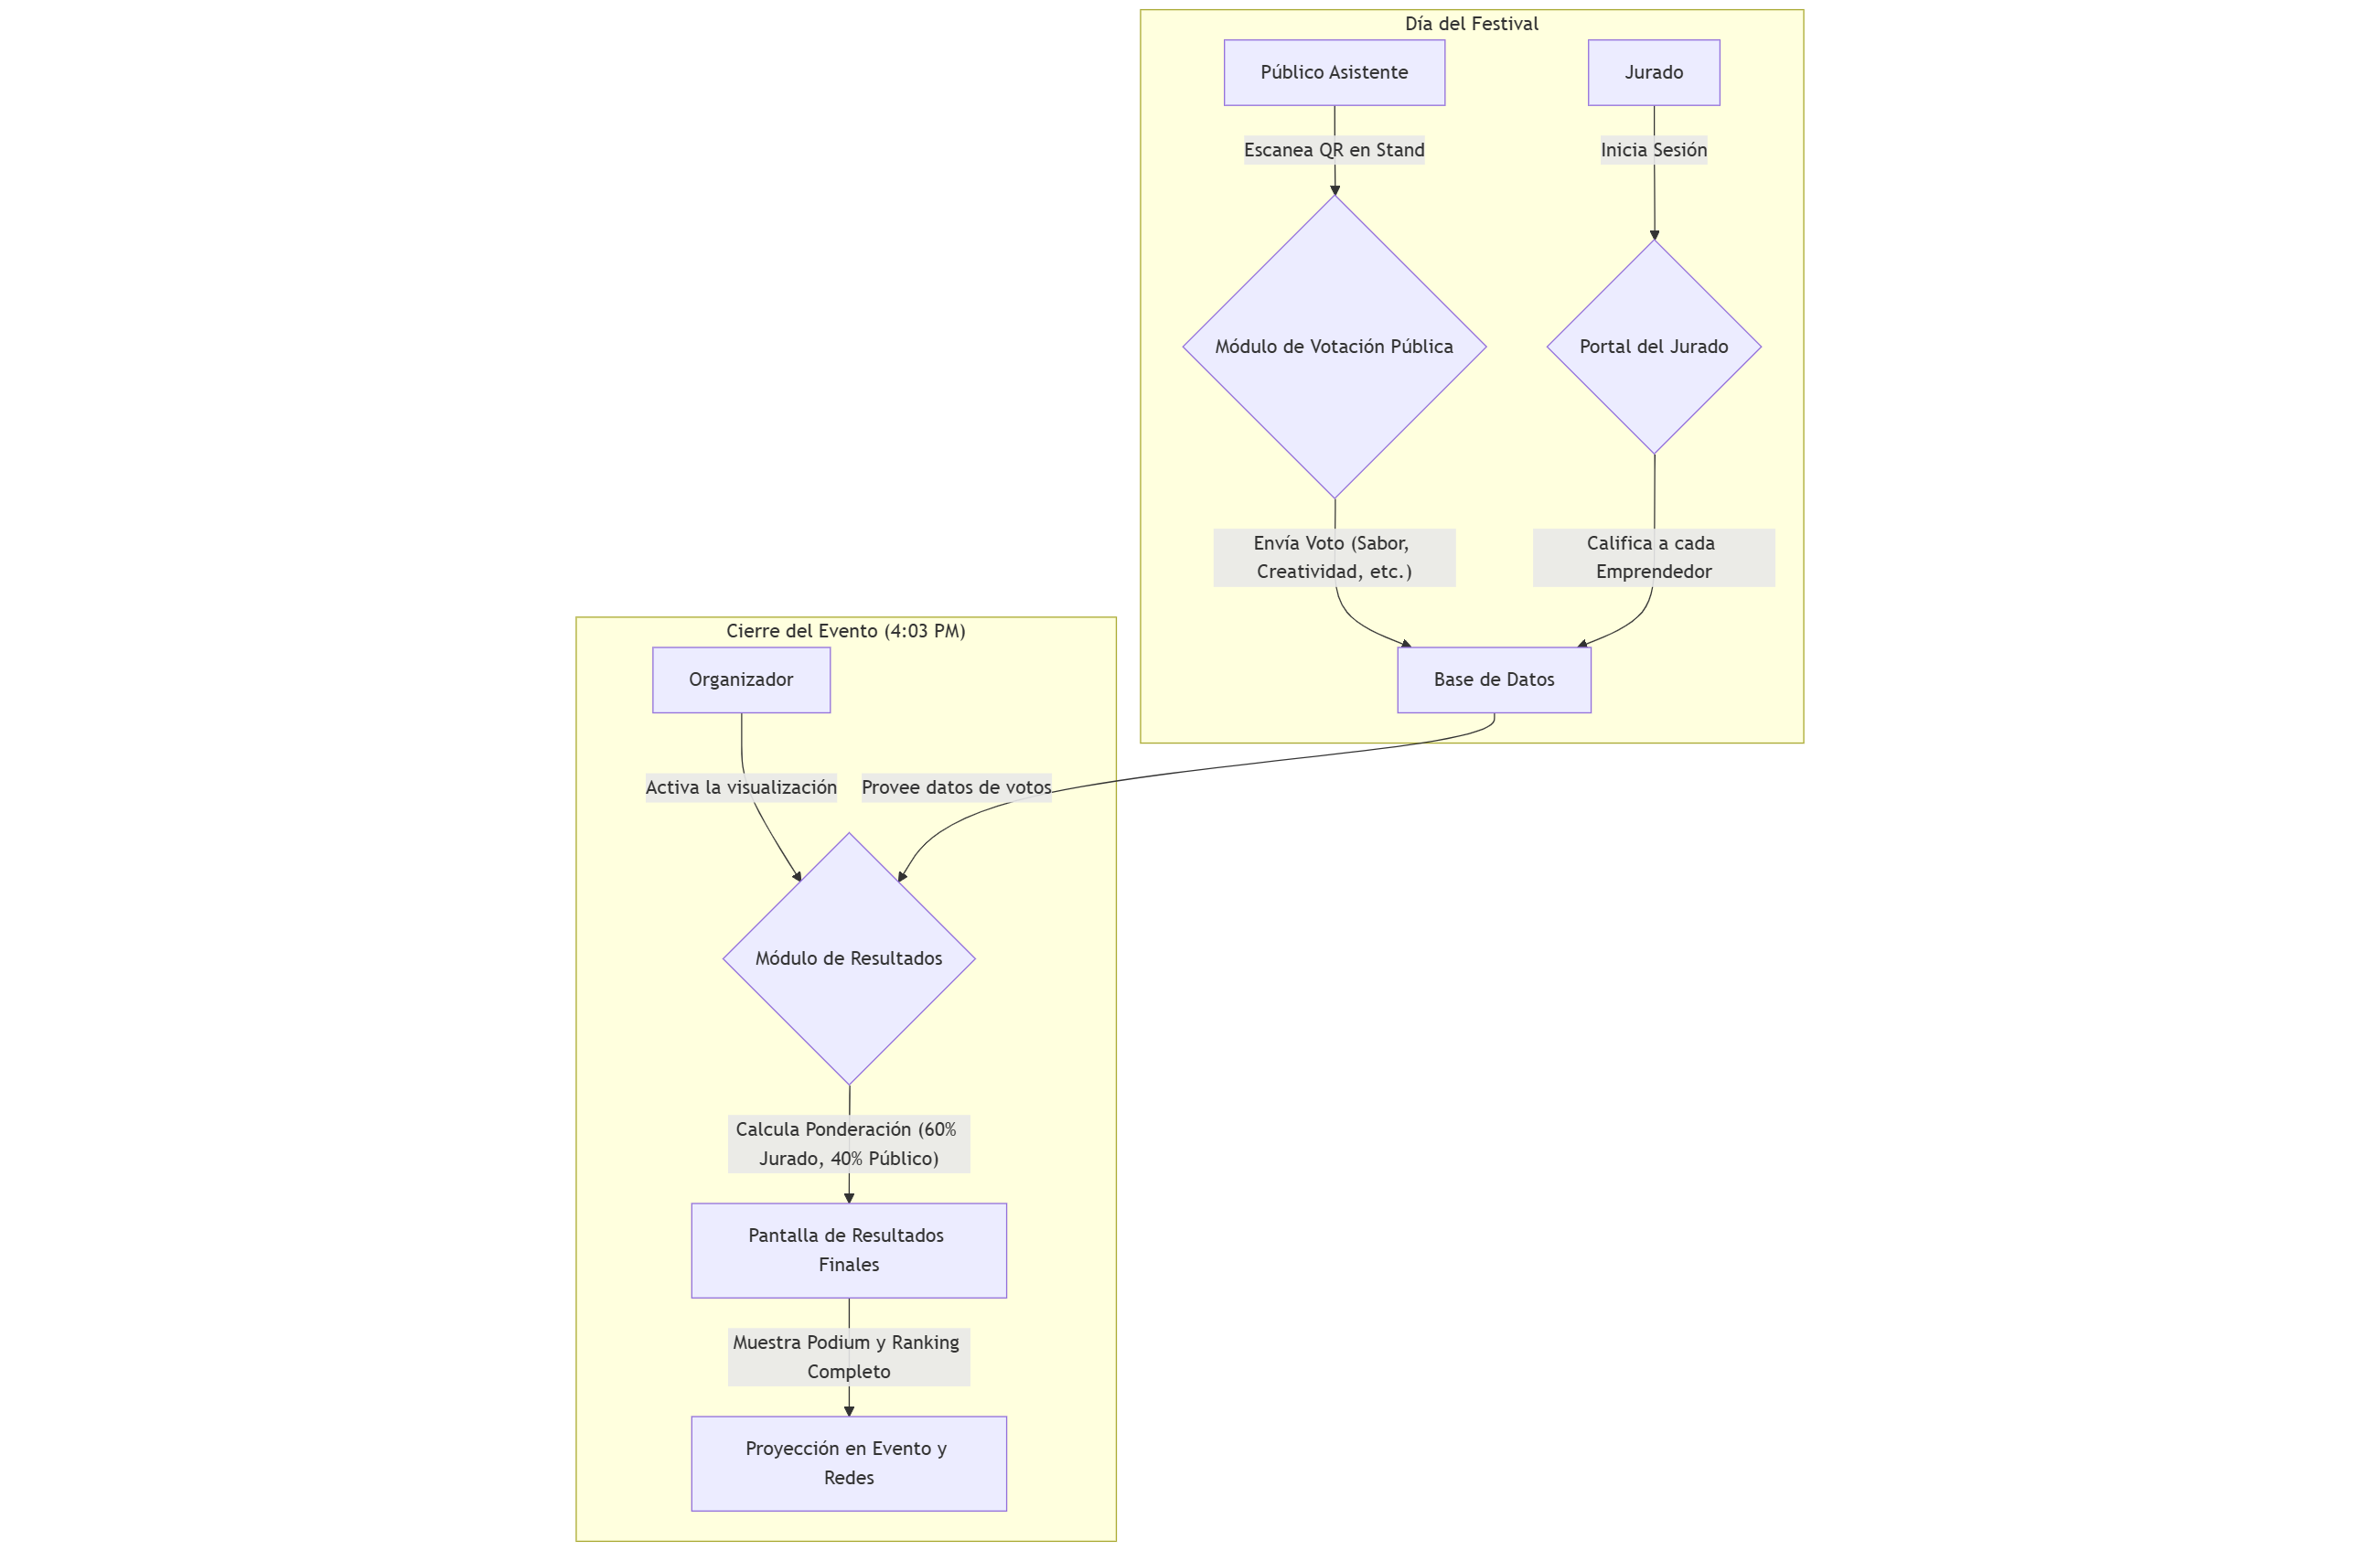 Día del Festival
Público Asistente
Jurado
Escanea QR en Stand
Inicia Sesión
Módulo de Votación Pública
Portal del Jurado
Envía Voto (Sabor,
Creatividad, etc.)
Califica a cada
Emprendedor
Base de Datos
Cierre del Evento (4:03 PM)
Organizador
Activa la visualización
Provee datos de votos
Módulo de Resultados
Calcula Ponderación (60%
Jurado, 40% Público)
Pantalla de Resultados
Finales
Muestra Podium y Ranking
Completo
Proyección en Evento y
Redes